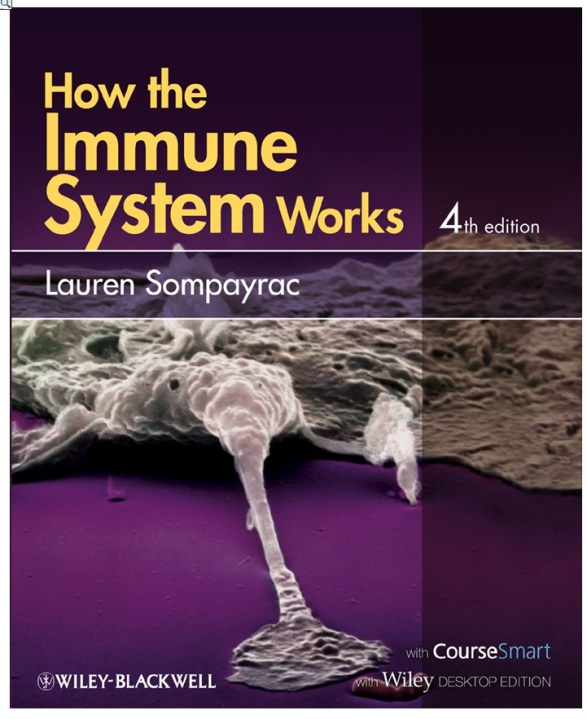 How the
Immune
System Works
4th edition
Lauren Sompayrac
with CourseSmart
WILEY-BLACKWELL
with Wiley DESKTOP EDITION